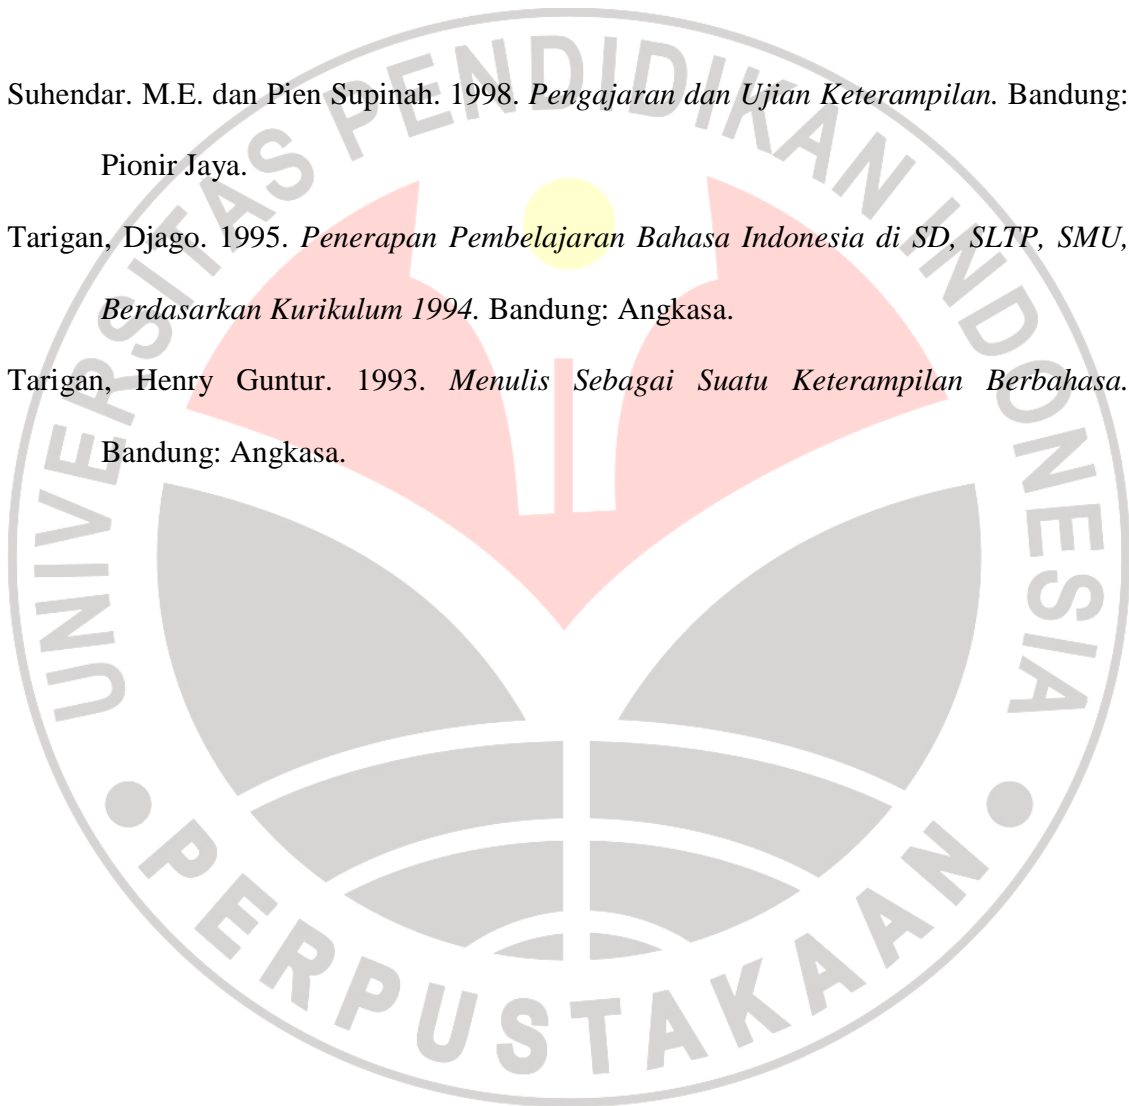 Suhendar. M.E. dan Pien Supinah. 1998. Pengajaran dan Ujian Keterampilan. Bandung:
Pionir Jaya.
Tarigan, Djago. 1995. Penerapan Pembelajaran Bahasa Indonesia di SD, SLTP, SMU,
Berdasarkan Kurikulum 1994. Bandung: Angkasa.
Tarigan, Henry Guntur. 1993. Menulis Sebagai Suatu Keterampilan Berbahasa.
Bandung: Angkasa.
UNIVERSITAS PENDIDIKAN INDONESIA
PERPUSTAKAAN